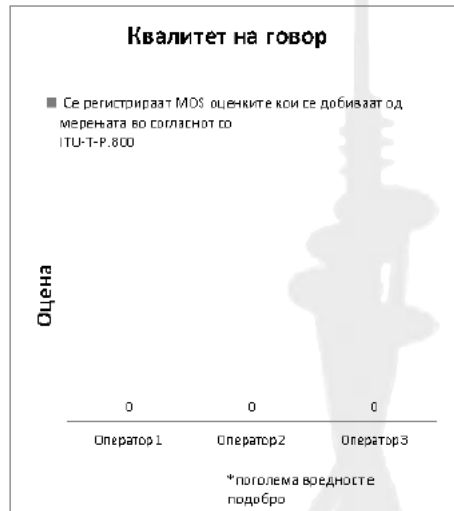 Квалитет на говор
Се регистрираат MOS оценките кои се добиваат од
мерењата во согласнот со
ITU-T-P.800
Оцена
0 0 0
Оператор1 Оператор2 Оператор3
*поголема вредност е
подобро